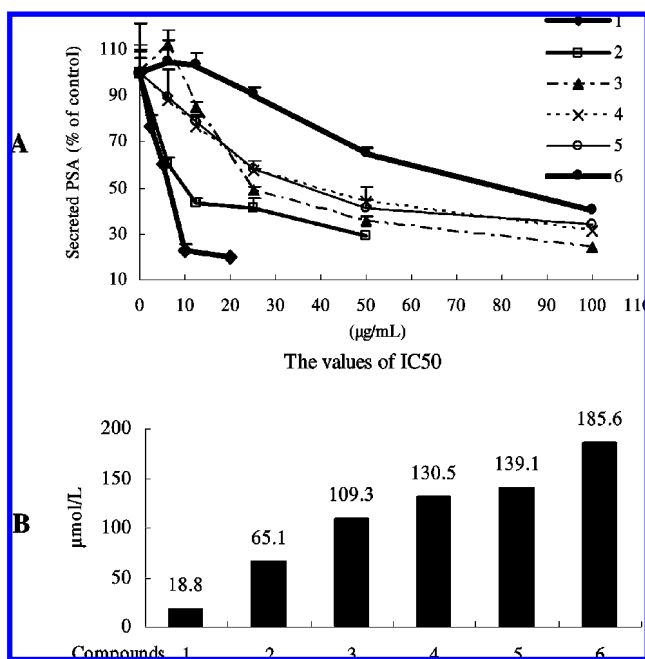 A
Secreted PSA (% of control)
110
90
70
50
30
10
0 10 20 30 40 50 60 70 80 90 100 110
(µg/mL)
1
2
3
4
5
6
The values of IC50
B
µmol/L
200
150
100
50
0
18.8
65.1
109.3
130.5
139.1
185.6
Compounds 1 2 3 4 5 6